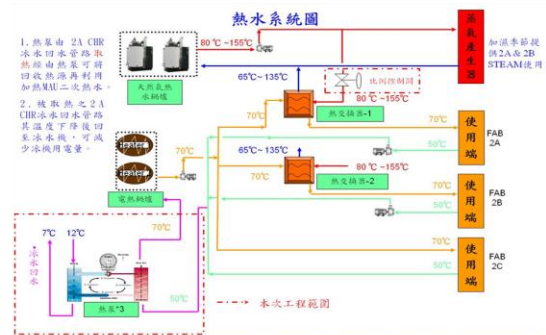 熱水系統圖
1.熱泵由 2A CHR
冰水回水管路取
熱經由熱泵可將
回收熱源再利用
加熱MAU二次熱水。
2. 被取熱之2A
CHR冰水回水管路
其溫度下降後回
至冰水機，可減
少冰機用電量。
天然氣熱
水鍋爐
80℃~155℃
蒸氣產生器
加濕季節提
供2A&2B
STEAM使用
65℃~135℃
比例控制閥
80℃~155℃
熱交換器-1
70℃
70℃
使用端
FAB
2A
50℃
Heater
Heater
70℃
電熱鍋爐
65℃~135℃
80℃~155℃
70℃
熱交換器-2
70℃
使用端
FAB
2B
50℃
70℃
使用端
FAB
2C
50℃
冰水回水
7℃
12℃
70℃
50℃
熱泵*3
本次工程範圍